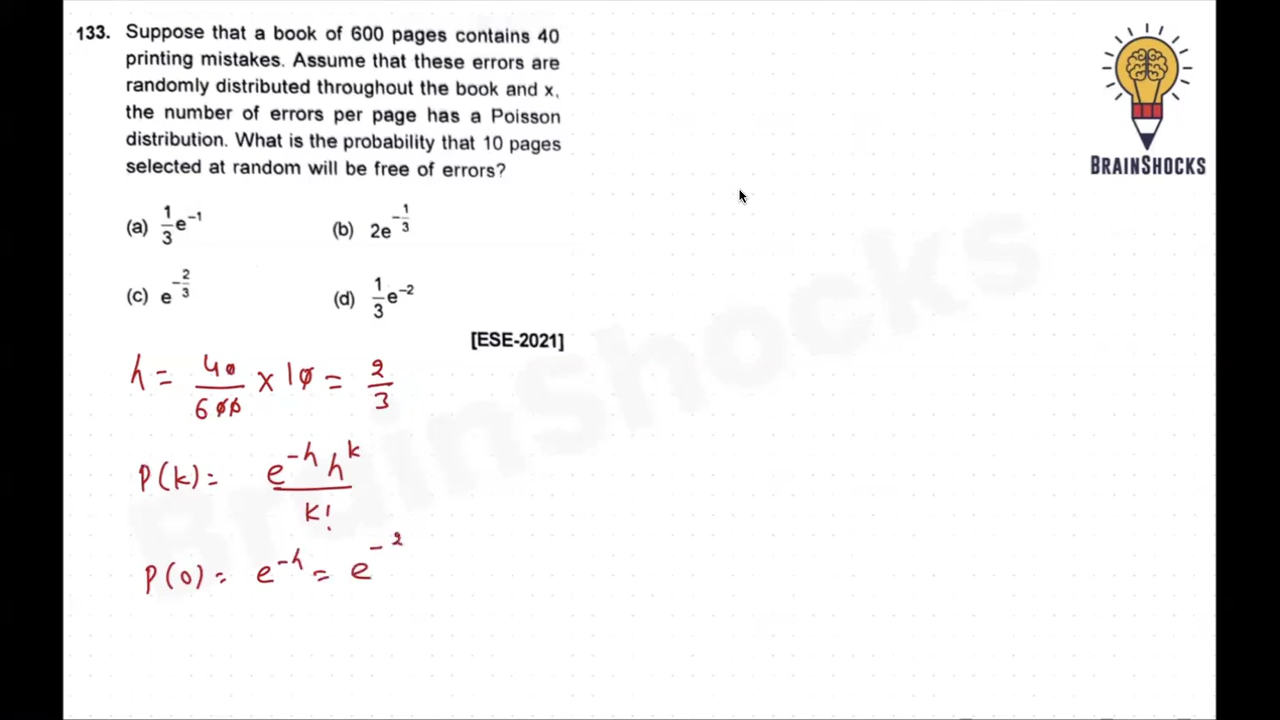 133. Suppose that a book of 600 pages contains 40
printing mistakes. Assume that these errors are
randomly distributed throughout the book and x,
the number of errors per page has a Poisson
distribution. What is the probability that 10 pages
selected at random will be free of errors?
(a) 1/3 e^-1 (b) 2e^-1/3
(c) e^-2/3 (d) 1/3 e^-2
[ESE-2021]
λ = 40/600 × 10 = 2/3
P(k) = e^-λ λ^k / k!
P(0) = e^-λ = e^-2
BRAINSHOCKS
BrainShocks